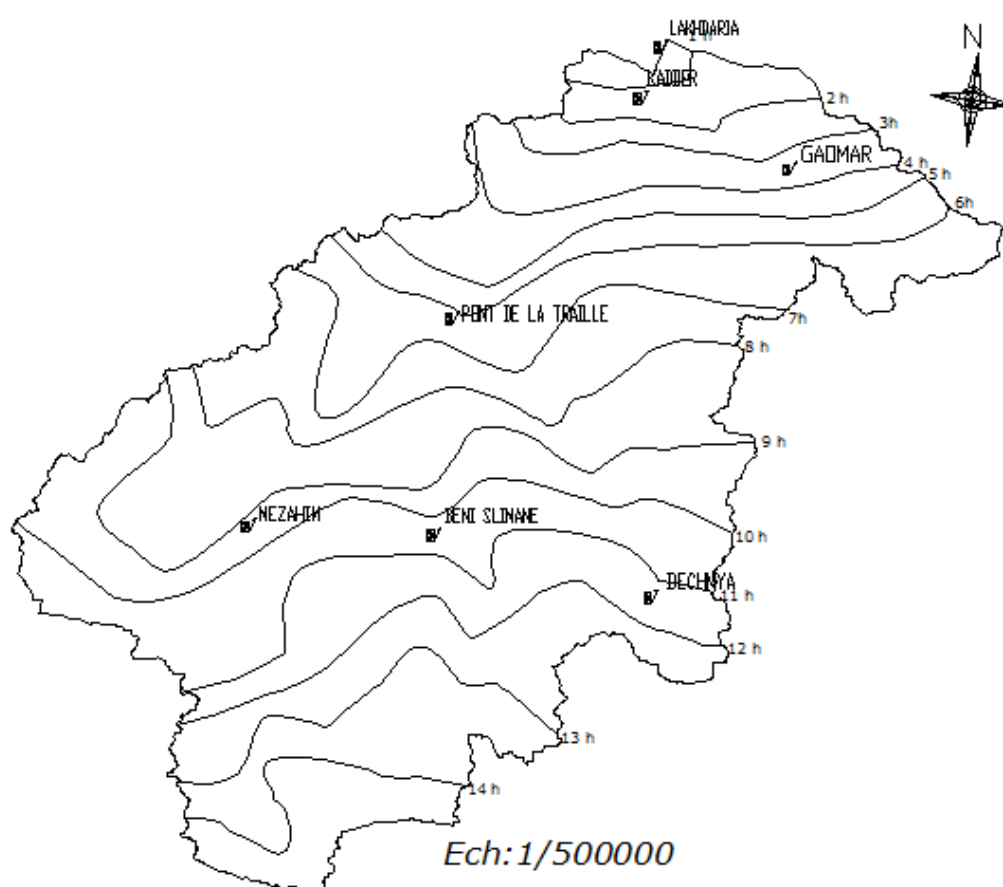 LAKHDARIA
1 h
N
KADDER
2 h
3h
GAOMAR
4 h
5 h
6h
PONT DE LA TRAILLE
7h
8 h
9 h
NEZAHIM
BENI SLIMANE
10 h
DECHMYA
11 h
12 h
13 h
14 h
Ech:1/500000